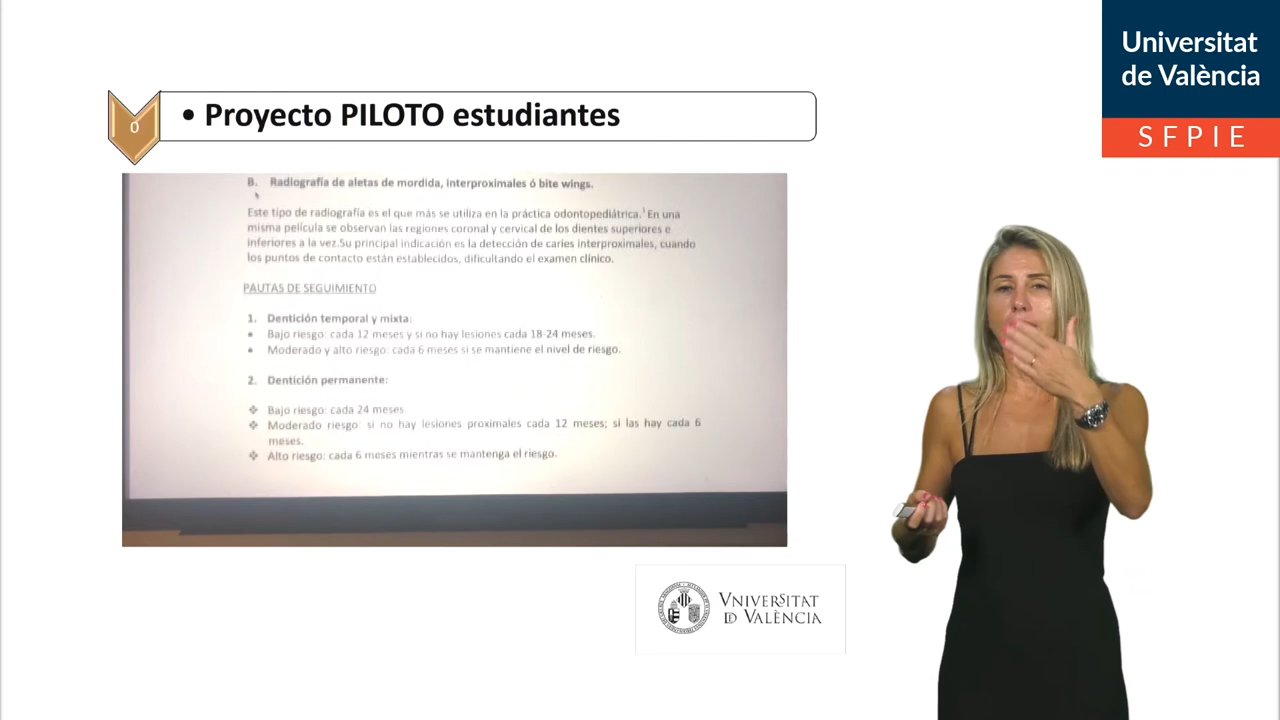 Universitat
de València
SFPIE
0
• Proyecto PILOTO estudiantes
B. Radiografía de aletas de mordida, interproximales ó bite wings.
Este tipo de radiografía es el que más se utiliza en la práctica odontopediátrica.¹ En una
misma película se observan las regiones coronal y cervical de los dientes superiores e
inferiores a la vez.Su principal indicación es la detección de caries interproximales, cuando
los puntos de contacto están establecidos, dificultando el examen clínico.
PAUTAS DE SEGUIMIENTO
1. Dentición temporal y mixta:
• Bajo riesgo: cada 12 meses y si no hay lesiones cada 18-24 meses.
• Moderado y alto riesgo: cada 6 meses si se mantiene el nivel de riesgo.
2. Dentición permanente:
❖ Bajo riesgo: cada 24 meses
❖ Moderado riesgo: si no hay lesiones proximales cada 12 meses; si las hay cada 6
meses.
❖ Alto riesgo: cada 6 meses mientras se mantenga el riesgo.
VNIVERSITAT
DE VALÈNCIA